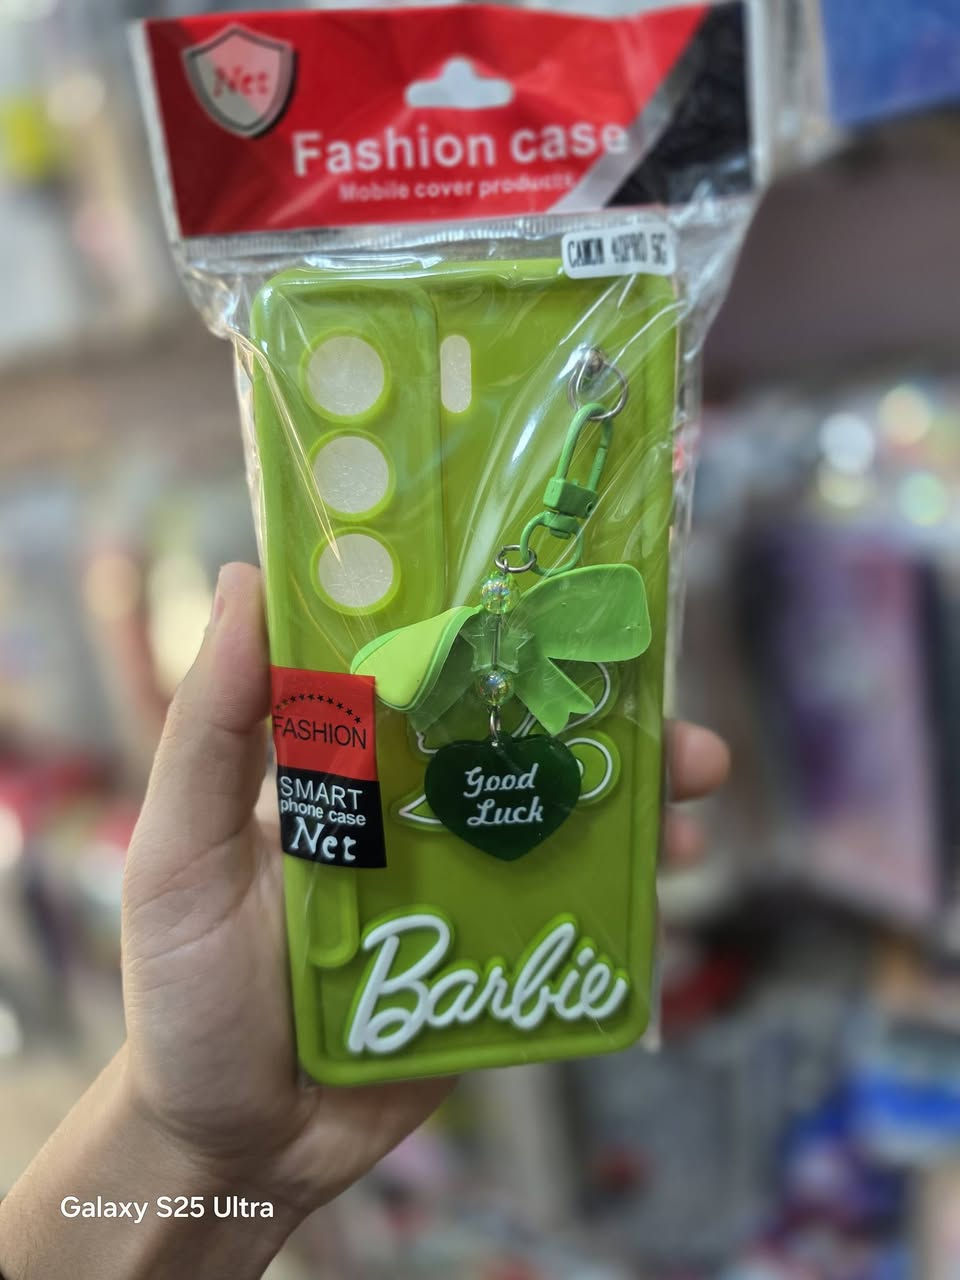 Net
Fashion case
Mobile cover products
CAMON 40PRO 5G
FASHION
SMART
phone case
Net
Good
Luck
Barbie
Galaxy S25 Ultra